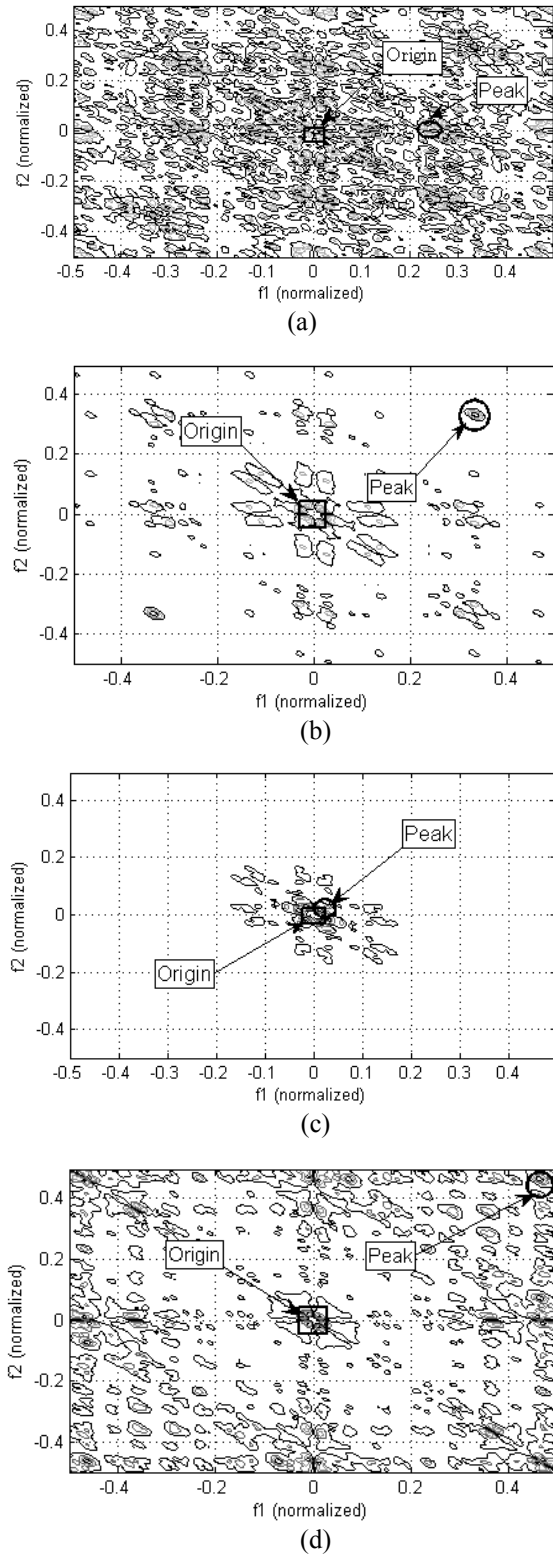 f2 (normalized)
0.4
0.2
0
-0.2
-0.4
Origin
Peak
-0.5 -0.4 -0.3 -0.2 -0.1 0 0.1 0.2 0.3 0.4
f1 (normalized)
(a)
f2 (normalized)
0.4
0.2
0
-0.2
-0.4
Origin
Peak
-0.4 -0.2 0 0.2 0.4
f1 (normalized)
(b)
f2 (normalized)
0.4
0.2
0
-0.2
-0.4
Peak
Origin
-0.5 -0.4 -0.3 -0.2 -0.1 0 0.1 0.2 0.3 0.4
f1 (normalized)
(c)
f2 (normalized)
0.4
0.2
0
-0.2
-0.4
Origin
Peak
-0.4 -0.2 0 0.2 0.4
f1 (normalized)
(d)